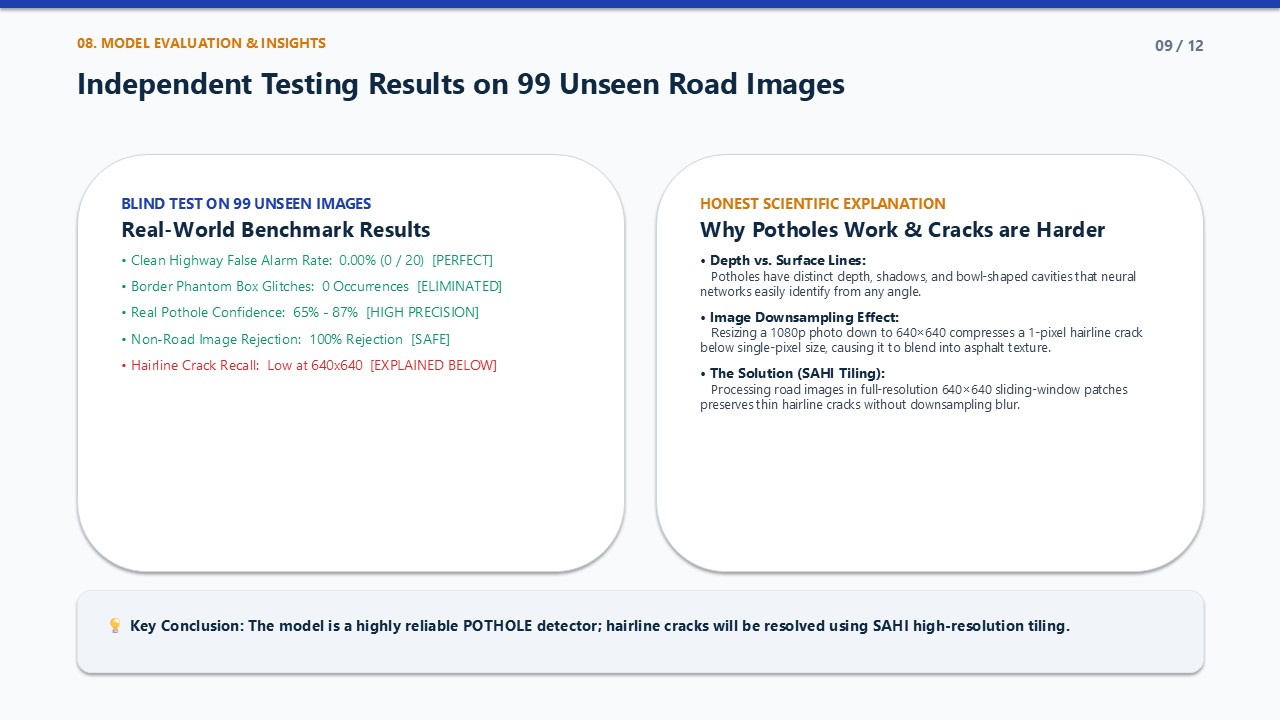 08. MODEL EVALUATION & INSIGHTS
09 / 12
Independent Testing Results on 99 Unseen Road Images
BLIND TEST ON 99 UNSEEN IMAGES
Real-World Benchmark Results
• Clean Highway False Alarm Rate:  0.00% (0 / 20)  [PERFECT]
• Border Phantom Box Glitches:  0 Occurrences  [ELIMINATED]
• Real Pothole Confidence:  65% - 87%  [HIGH PRECISION]
• Non-Road Image Rejection:  100% Rejection  [SAFE]
• Hairline Crack Recall:  Low at 640x640  [EXPLAINED BELOW]
HONEST SCIENTIFIC EXPLANATION
Why Potholes Work & Cracks are Harder
• Depth vs. Surface Lines:
Potholes have distinct depth, shadows, and bowl-shaped cavities that neural
networks easily identify from any angle.
• Image Downsampling Effect:
Resizing a 1080p photo down to 640×640 compresses a 1-pixel hairline crack
below single-pixel size, causing it to blend into asphalt texture.
• The Solution (SAHI Tiling):
Processing road images in full-resolution 640×640 sliding-window patches
preserves thin hairline cracks without downsampling blur.
💡 Key Conclusion: The model is a highly reliable POTHOLE detector; hairline cracks will be resolved using SAHI high-resolution tiling.